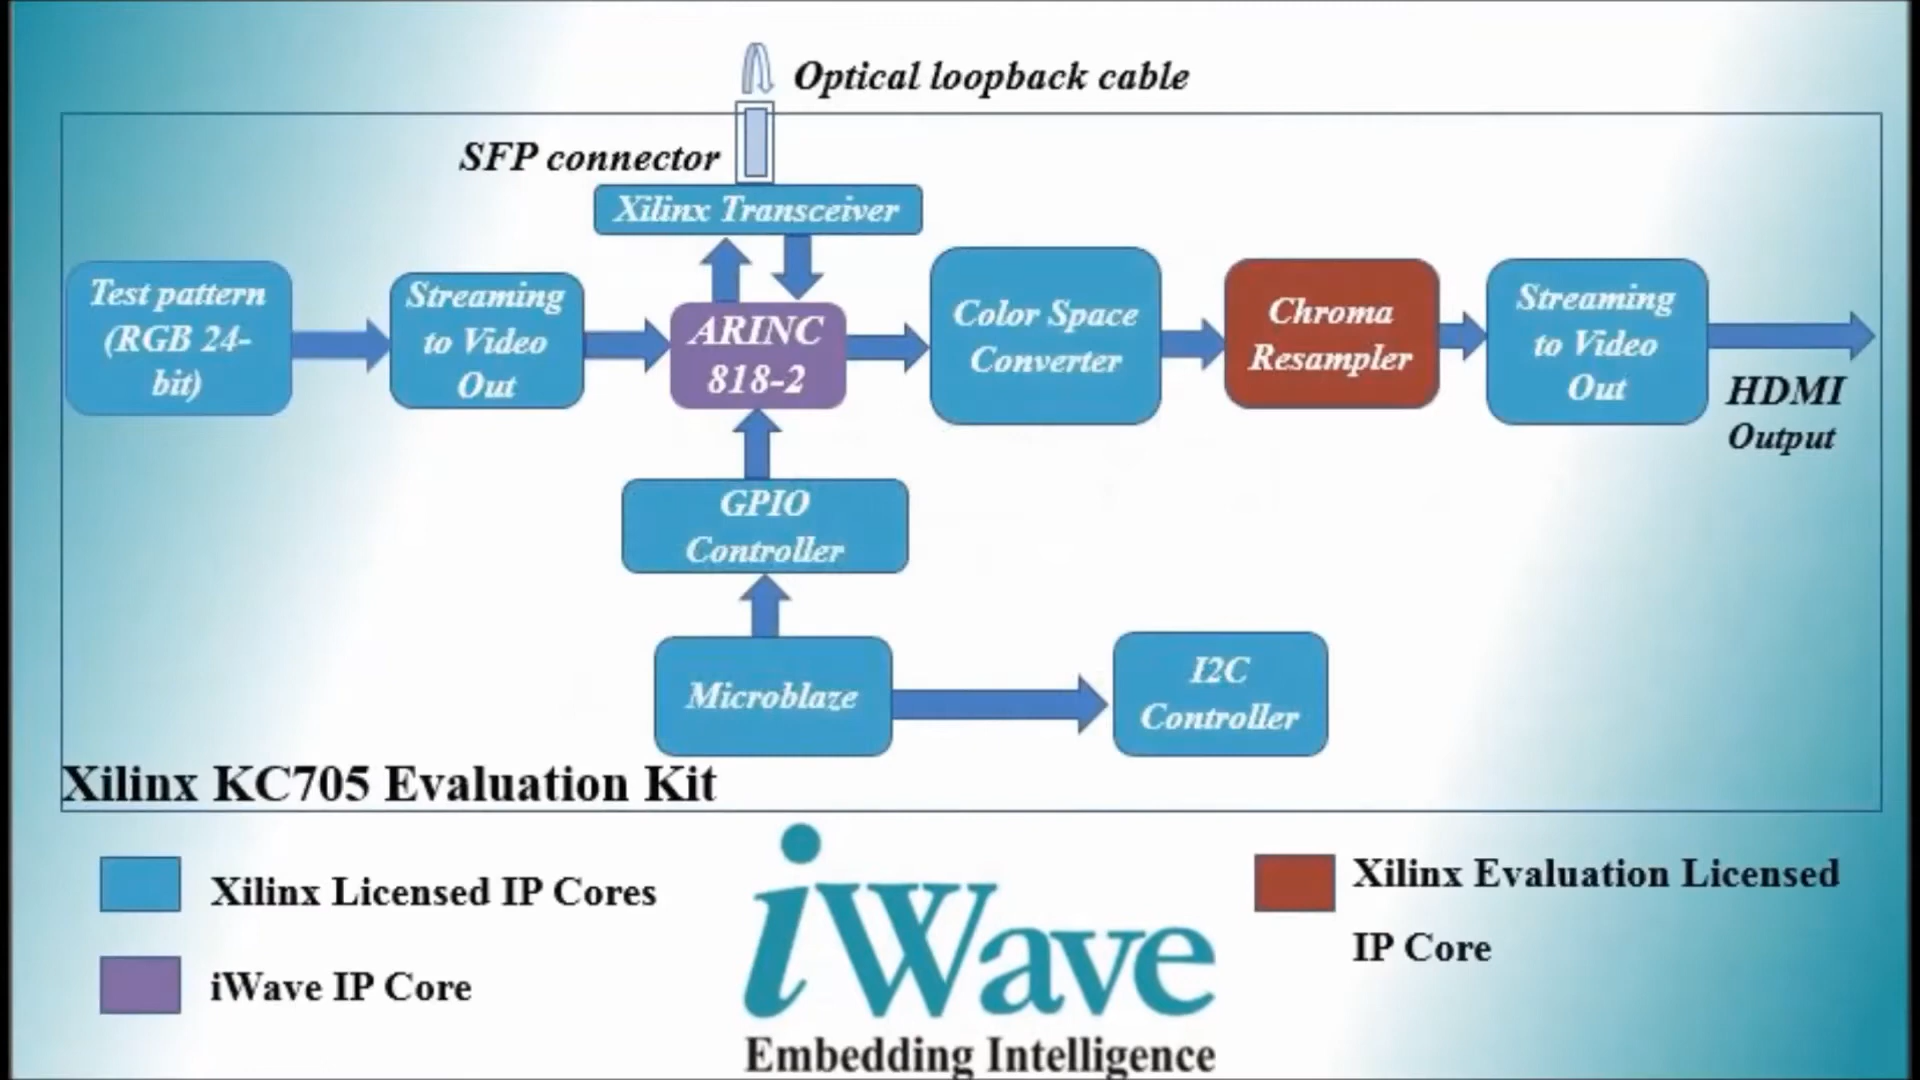 Optical loopback cable
SFP connector
Xilinx Transceiver
Test pattern
(RGB 24-
bit)
Streaming
to Video
Out
ARINC
818-2
Color Space
Converter
Chroma
Resampler
Streaming
to Video
Out
HDMI
Output
GPIO
Controller
Microblaze
I2C
Controller
Xilinx KC705 Evaluation Kit
Xilinx Licensed IP Cores
iWave IP Core
iWave
Embedding Intelligence
Xilinx Evaluation Licensed
IP Core